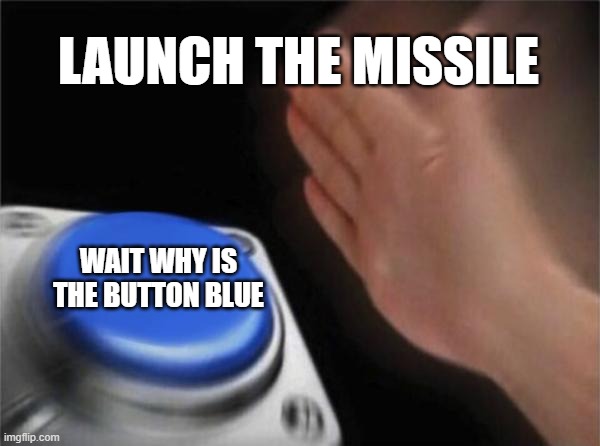 LAUNCH THE MISSILE
WAIT WHY IS
THE BUTTON BLUE
imgflip.com